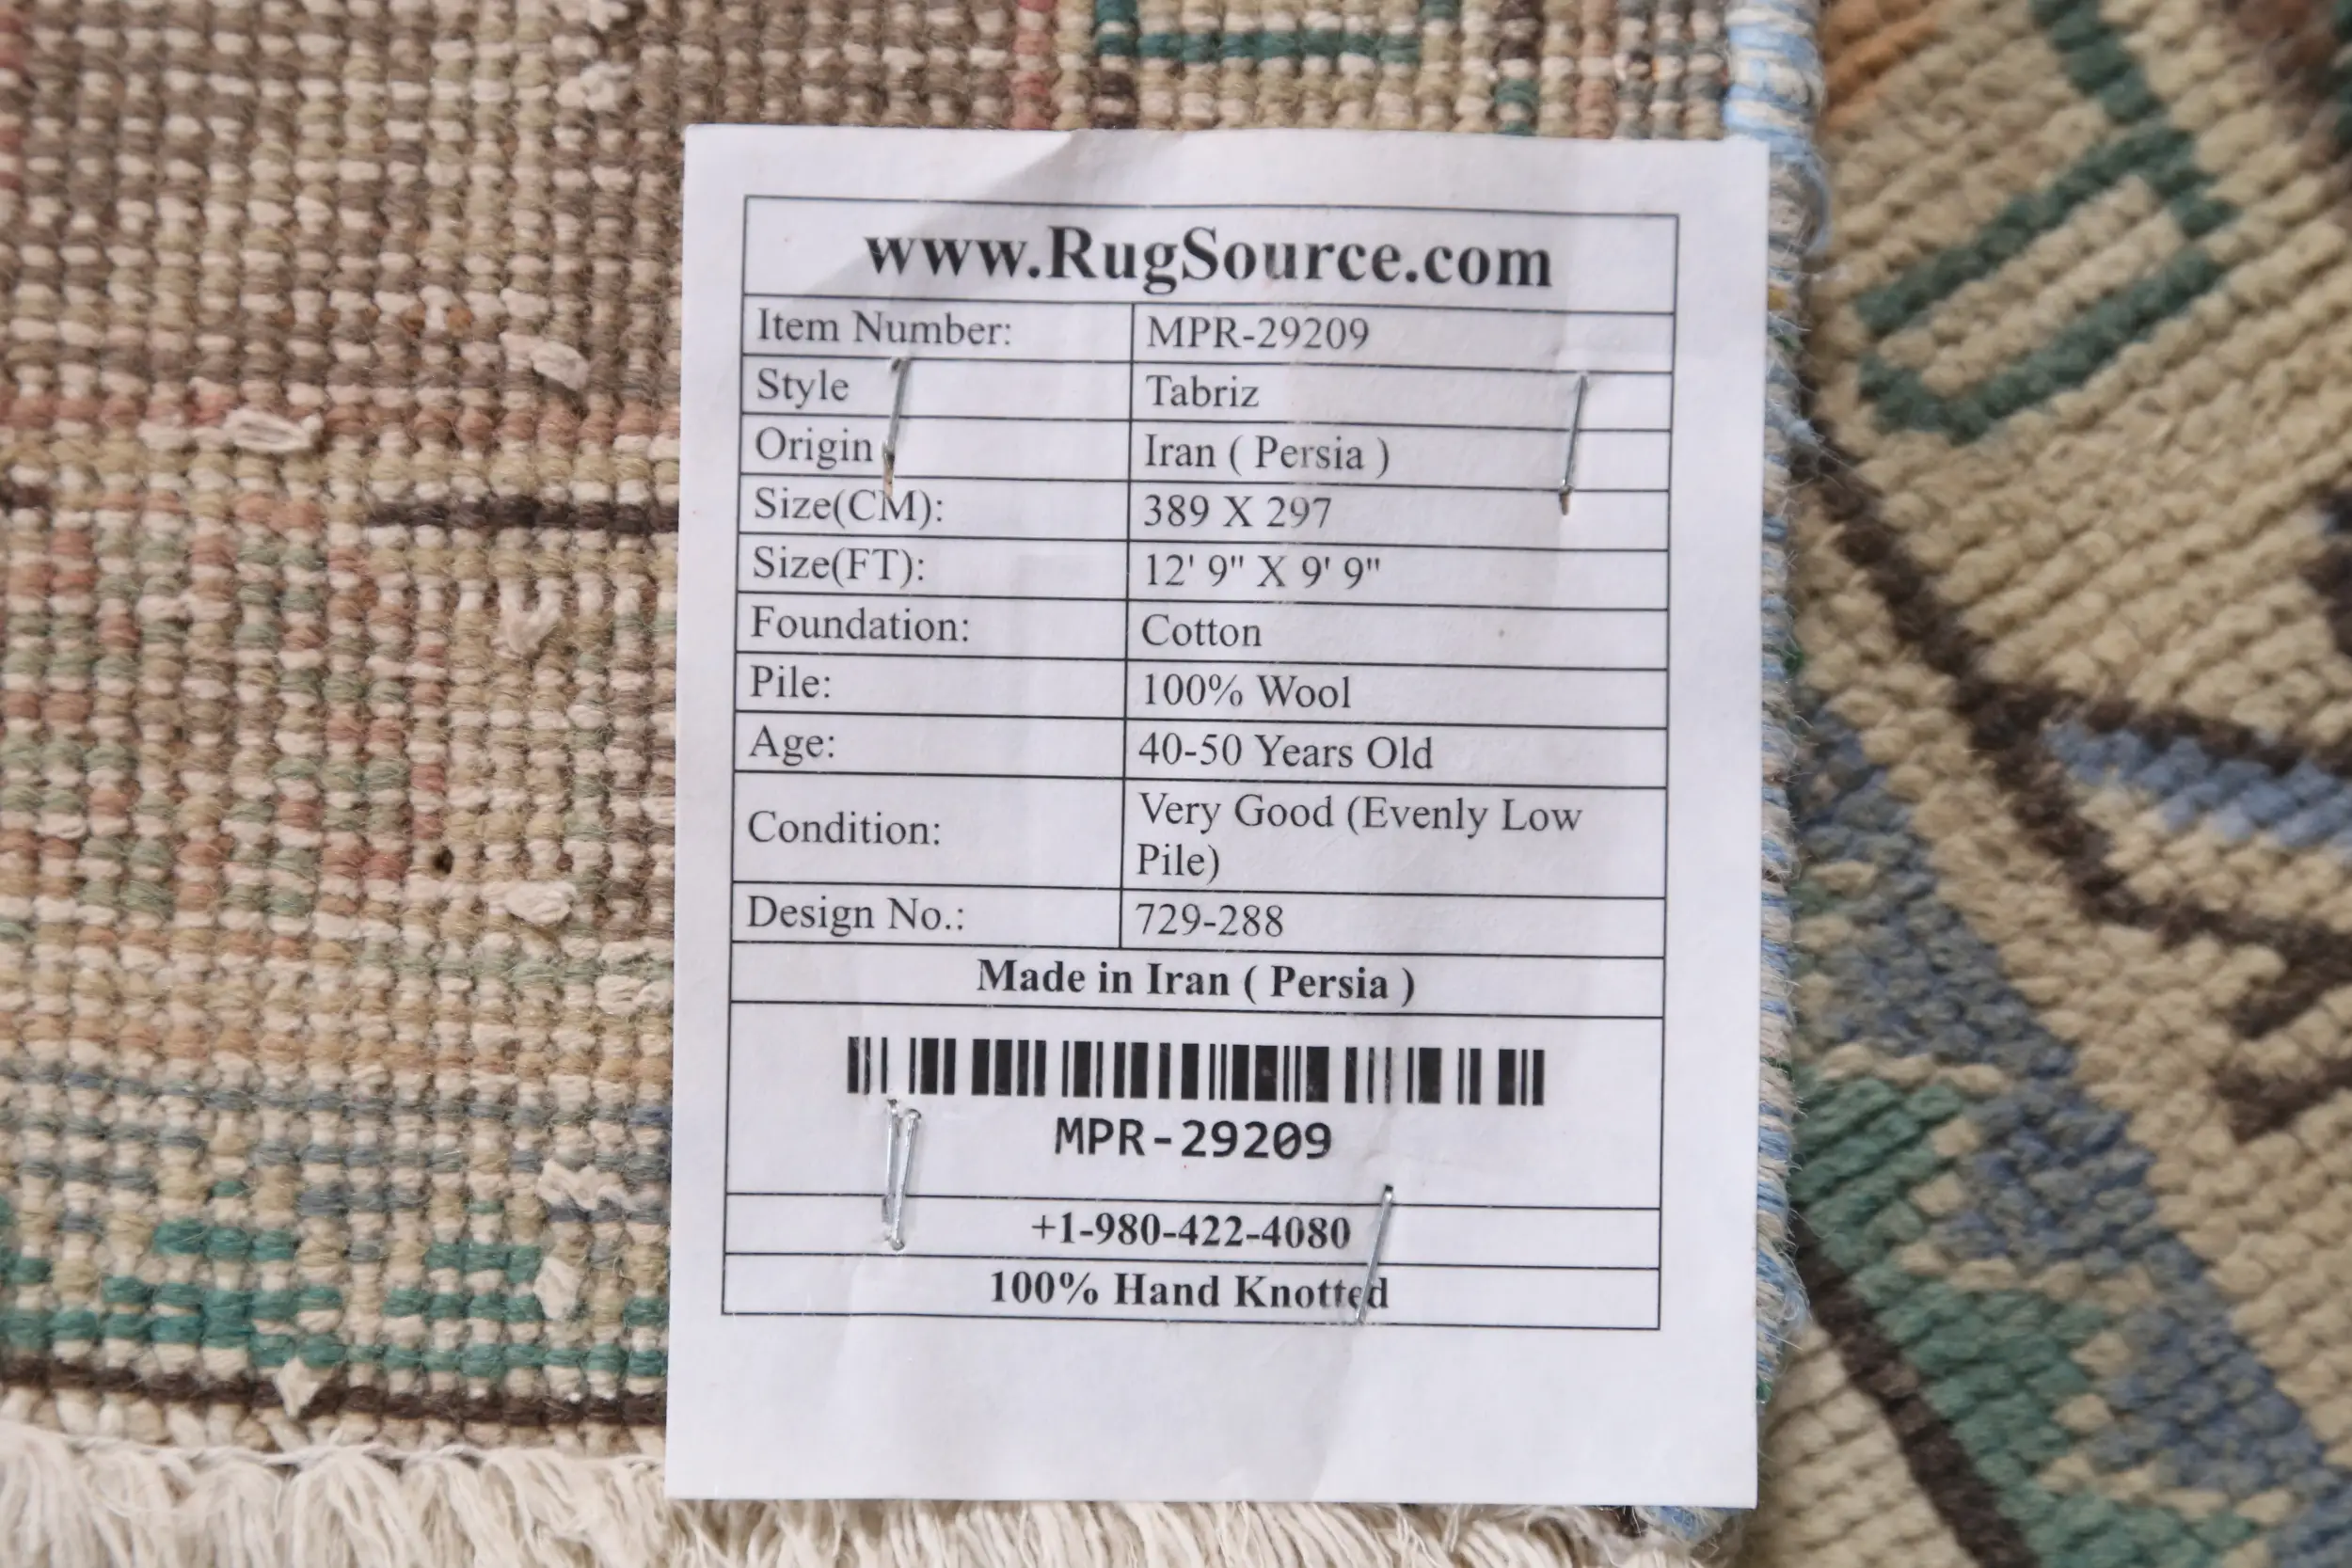 www.RugSource.com
Item Number: MPR-29209
Style Tabriz
Origin Iran ( Persia )
Size(CM): 389 X 297
Size(FT): 12' 9" X 9' 9"
Foundation: Cotton
Pile: 100% Wool
Age: 40-50 Years Old
Condition: Very Good (Evenly Low
Pile)
Design No.: 729-288
Made in Iran ( Persia )
MPR-29209
+1-980-422-4080
100% Hand Knotted